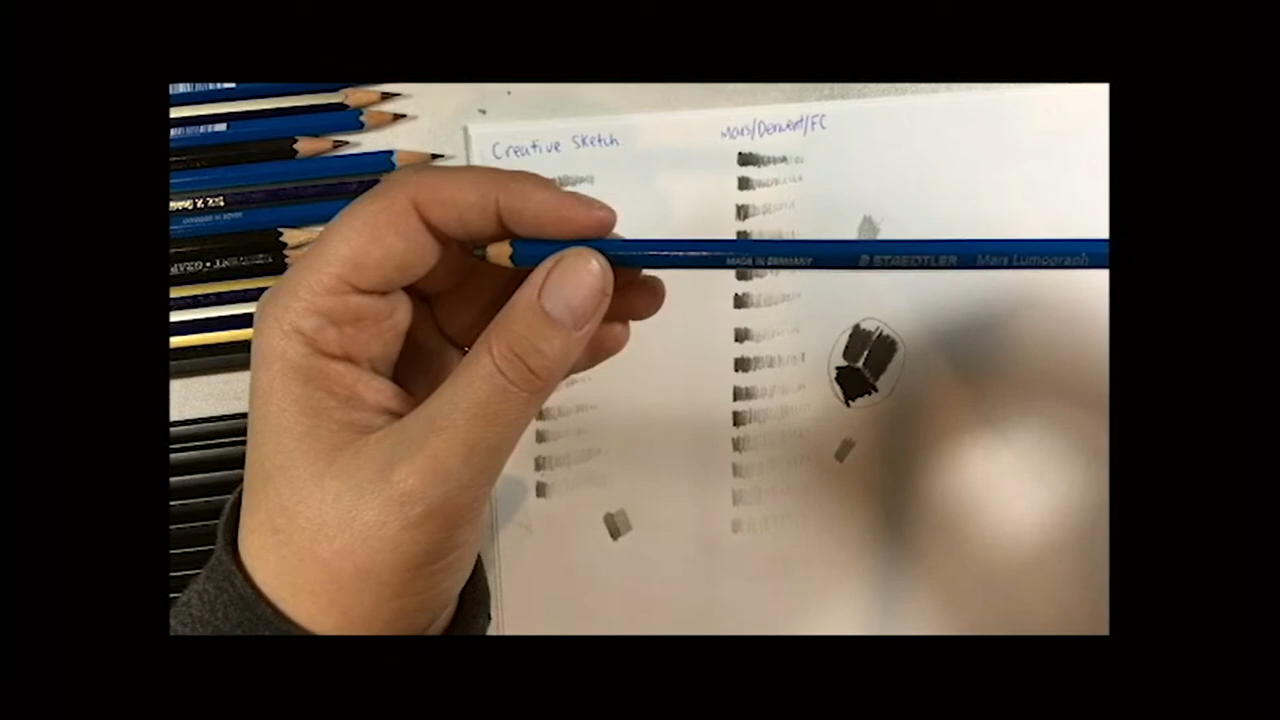 Creative Sketch
Mars/Derwent/FC
MADE IN GERMANY STAEDTLER Mars Lumograph